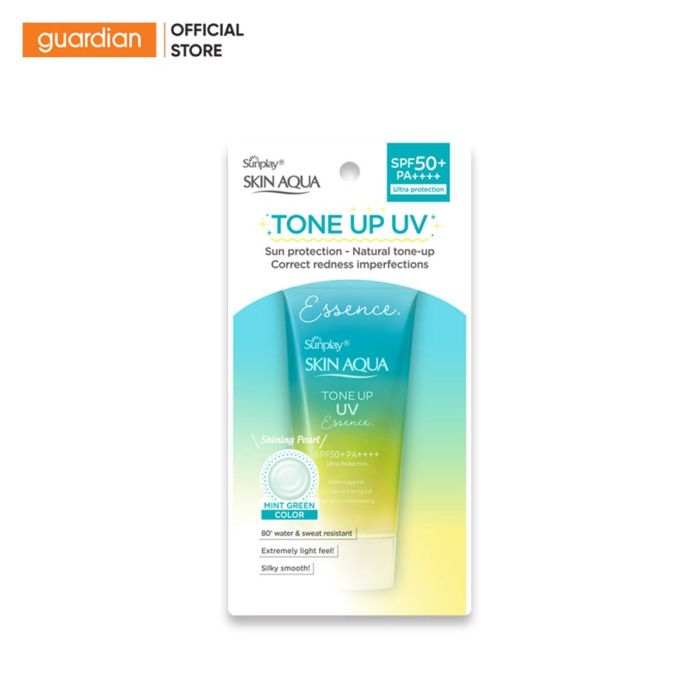 guardian
OFFICIAL
STORE
Sunplay®
SKIN AQUA
SPF50+
PA++++
Ultra protection
TONE UP UV
Sun protection - Natural tone-up
Correct redness imperfections
Essence.
Sunplay®
SKIN AQUA
TONE UP
UV
Essence.
SPF50+PA++++
Ultra Protection
Shining Pearl
MINT GREEN
COLOR
80' water & sweat resistant
Extremely light feel!
Silky smooth!